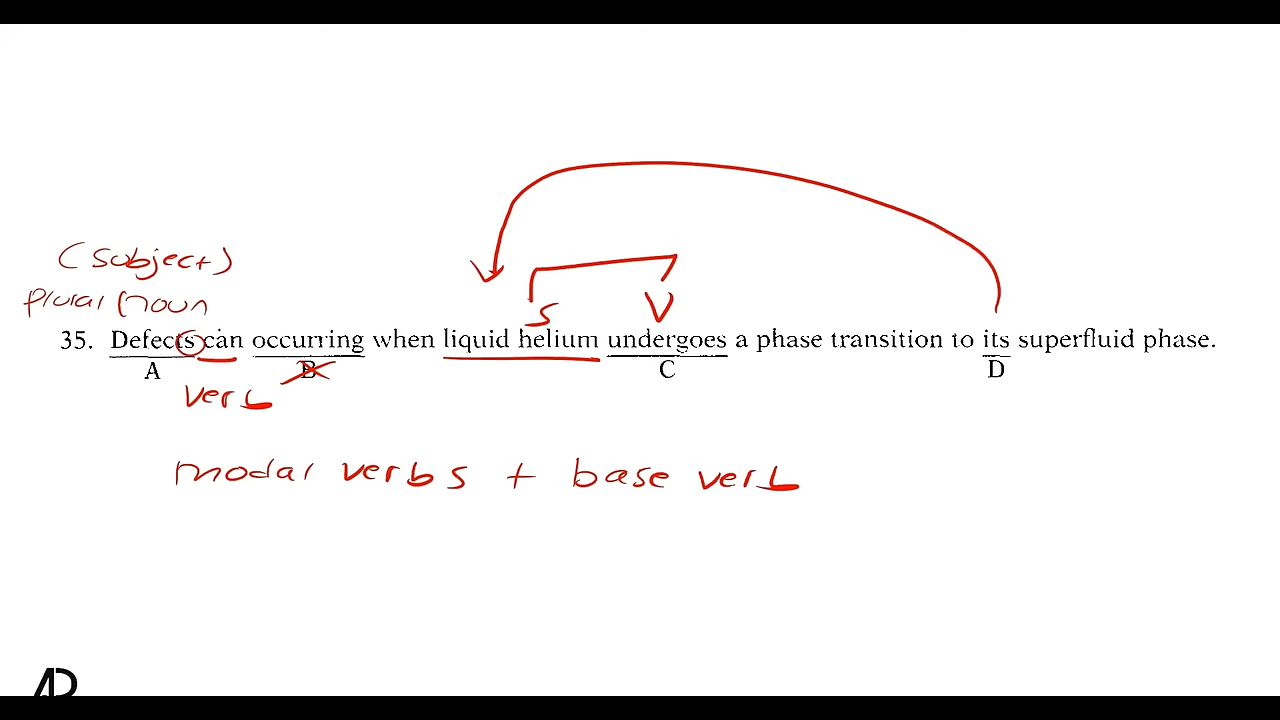 (subject)
plural (noun
S V
35. Defects can occurring when liquid helium undergoes a phase transition to its superfluid phase.
A B C D
verb
modal verbs + base verb